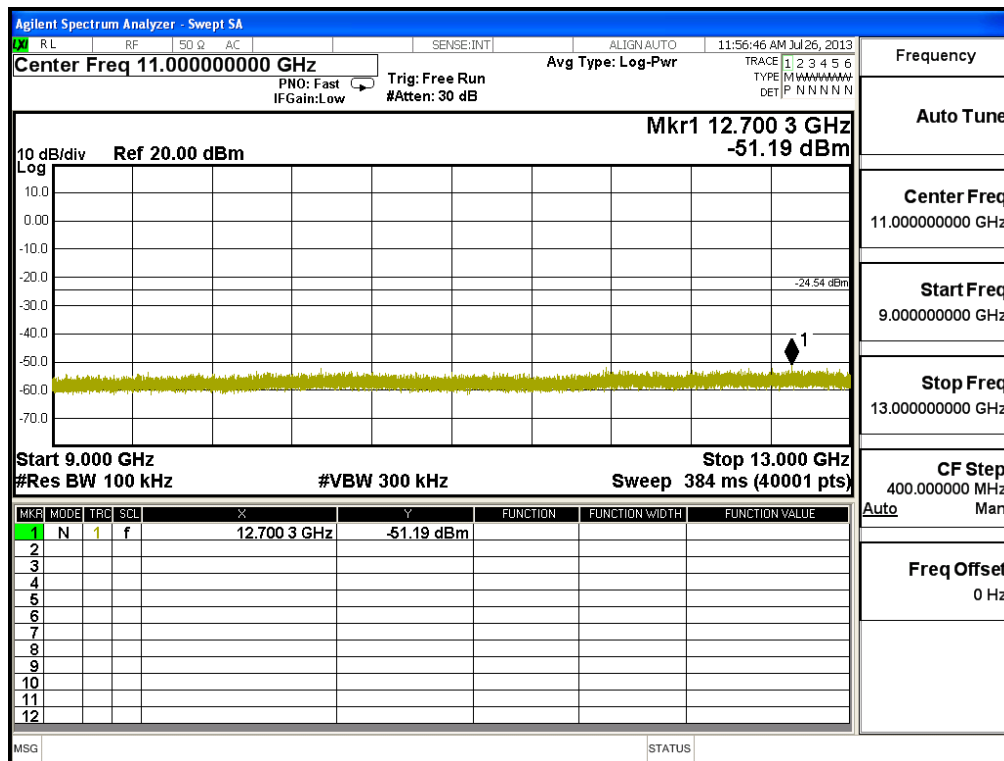 Agilent Spectrum Analyzer - Swept SA
LXI RL RF 50 Ω AC SENSE:INT ALIGN AUTO 11:56:46 AM Jul 26, 2013
Center Freq 11.000000000 GHz
PNO: Fast
IFGain:Low
Trig: Free Run
#Atten: 30 dB
Avg Type: Log-Pwr
TRACE 1 2 3 4 5 6
TYPE M WWWWW
DET P N N N N N
Mkr1 12.700 3 GHz
-51.19 dBm
10 dB/div Ref 20.00 dBm
Log
10.0
0.00
-10.0
-20.0
-24.54 dBm
-30.0
-40.0
1
-50.0
-60.0
-70.0
Start 9.000 GHz Stop 13.000 GHz
#Res BW 100 kHz #VBW 300 kHz Sweep 384 ms (40001 pts)
MKR MODE TRC SCL X Y FUNCTION FUNCTION WIDTH FUNCTION VALUE
1 N 1 f 12.700 3 GHz -51.19 dBm
2
3
4
5
6
7
8
9
10
11
12
MSG STATUS
Frequency
Auto Tune
Center Freq
11.000000000 GHz
Start Freq
9.000000000 GHz
Stop Freq
13.000000000 GHz
CF Step
400.000000 MHz
Auto Man
Freq Offset
0 Hz